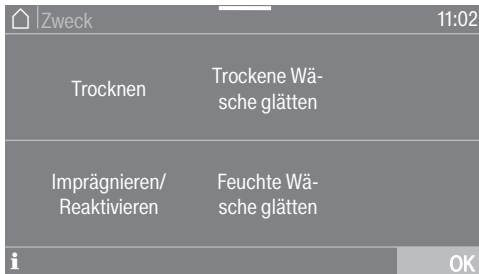 Zweck
11:02
Trocknen
Trockene Wä-
sche glätten
Imprägnieren/
Reaktivieren
Feuchte Wä-
sche glätten
i
OK